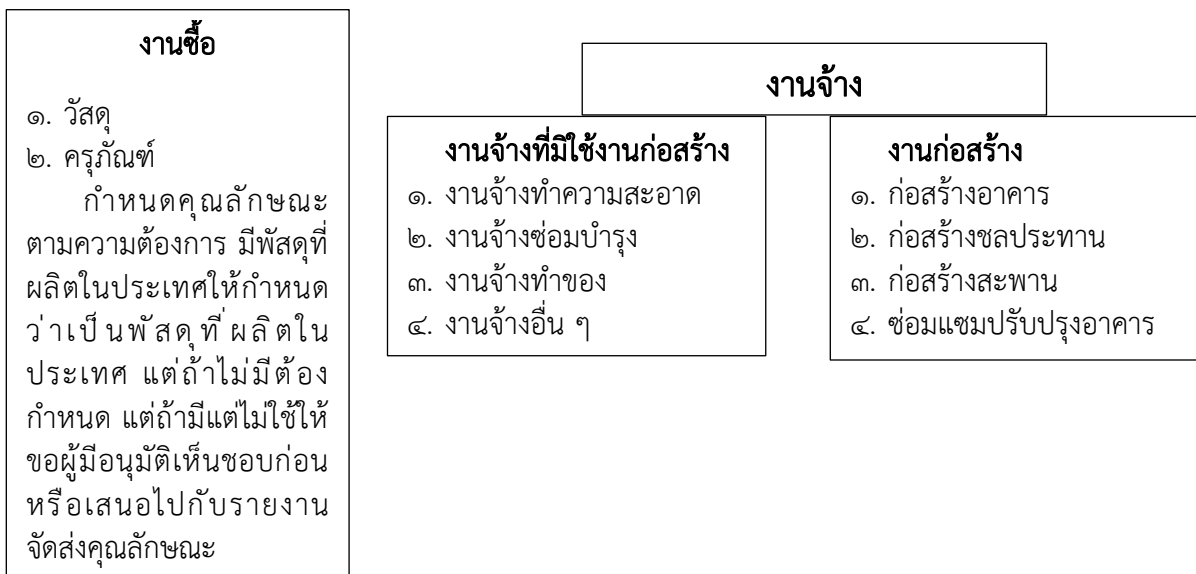 งานซื้อ
๑. วัสดุ
๒. ครุภัณฑ์
กำหนดคุณลักษณะ
ตามความต้องการ มีพัสดุที่
ผลิตในประเทศให้กำหนด
ว่าเป็นพัสดุที่ผลิตใน
ประเทศ แต่ถ้าไม่มีต้อง
กำหนด แต่ถ้ามีแต่ไม่ใช้ให้
ขอผู้มีอนุมัติเห็นชอบก่อน
หรือเสนอไปกับรายงาน
จัดส่งคุณลักษณะ
งานจ้าง
งานจ้างที่มิใช้งานก่อสร้าง
๑. งานจ้างทำความสะอาด
๒. งานจ้างซ่อมบำรุง
๓. งานจ้างทำของ
๔. งานจ้างอื่น ๆ
งานก่อสร้าง
๑. ก่อสร้างอาคาร
๒. ก่อสร้างชลประทาน
๓. ก่อสร้างสะพาน
๔. ซ่อมแซมปรับปรุงอาคาร